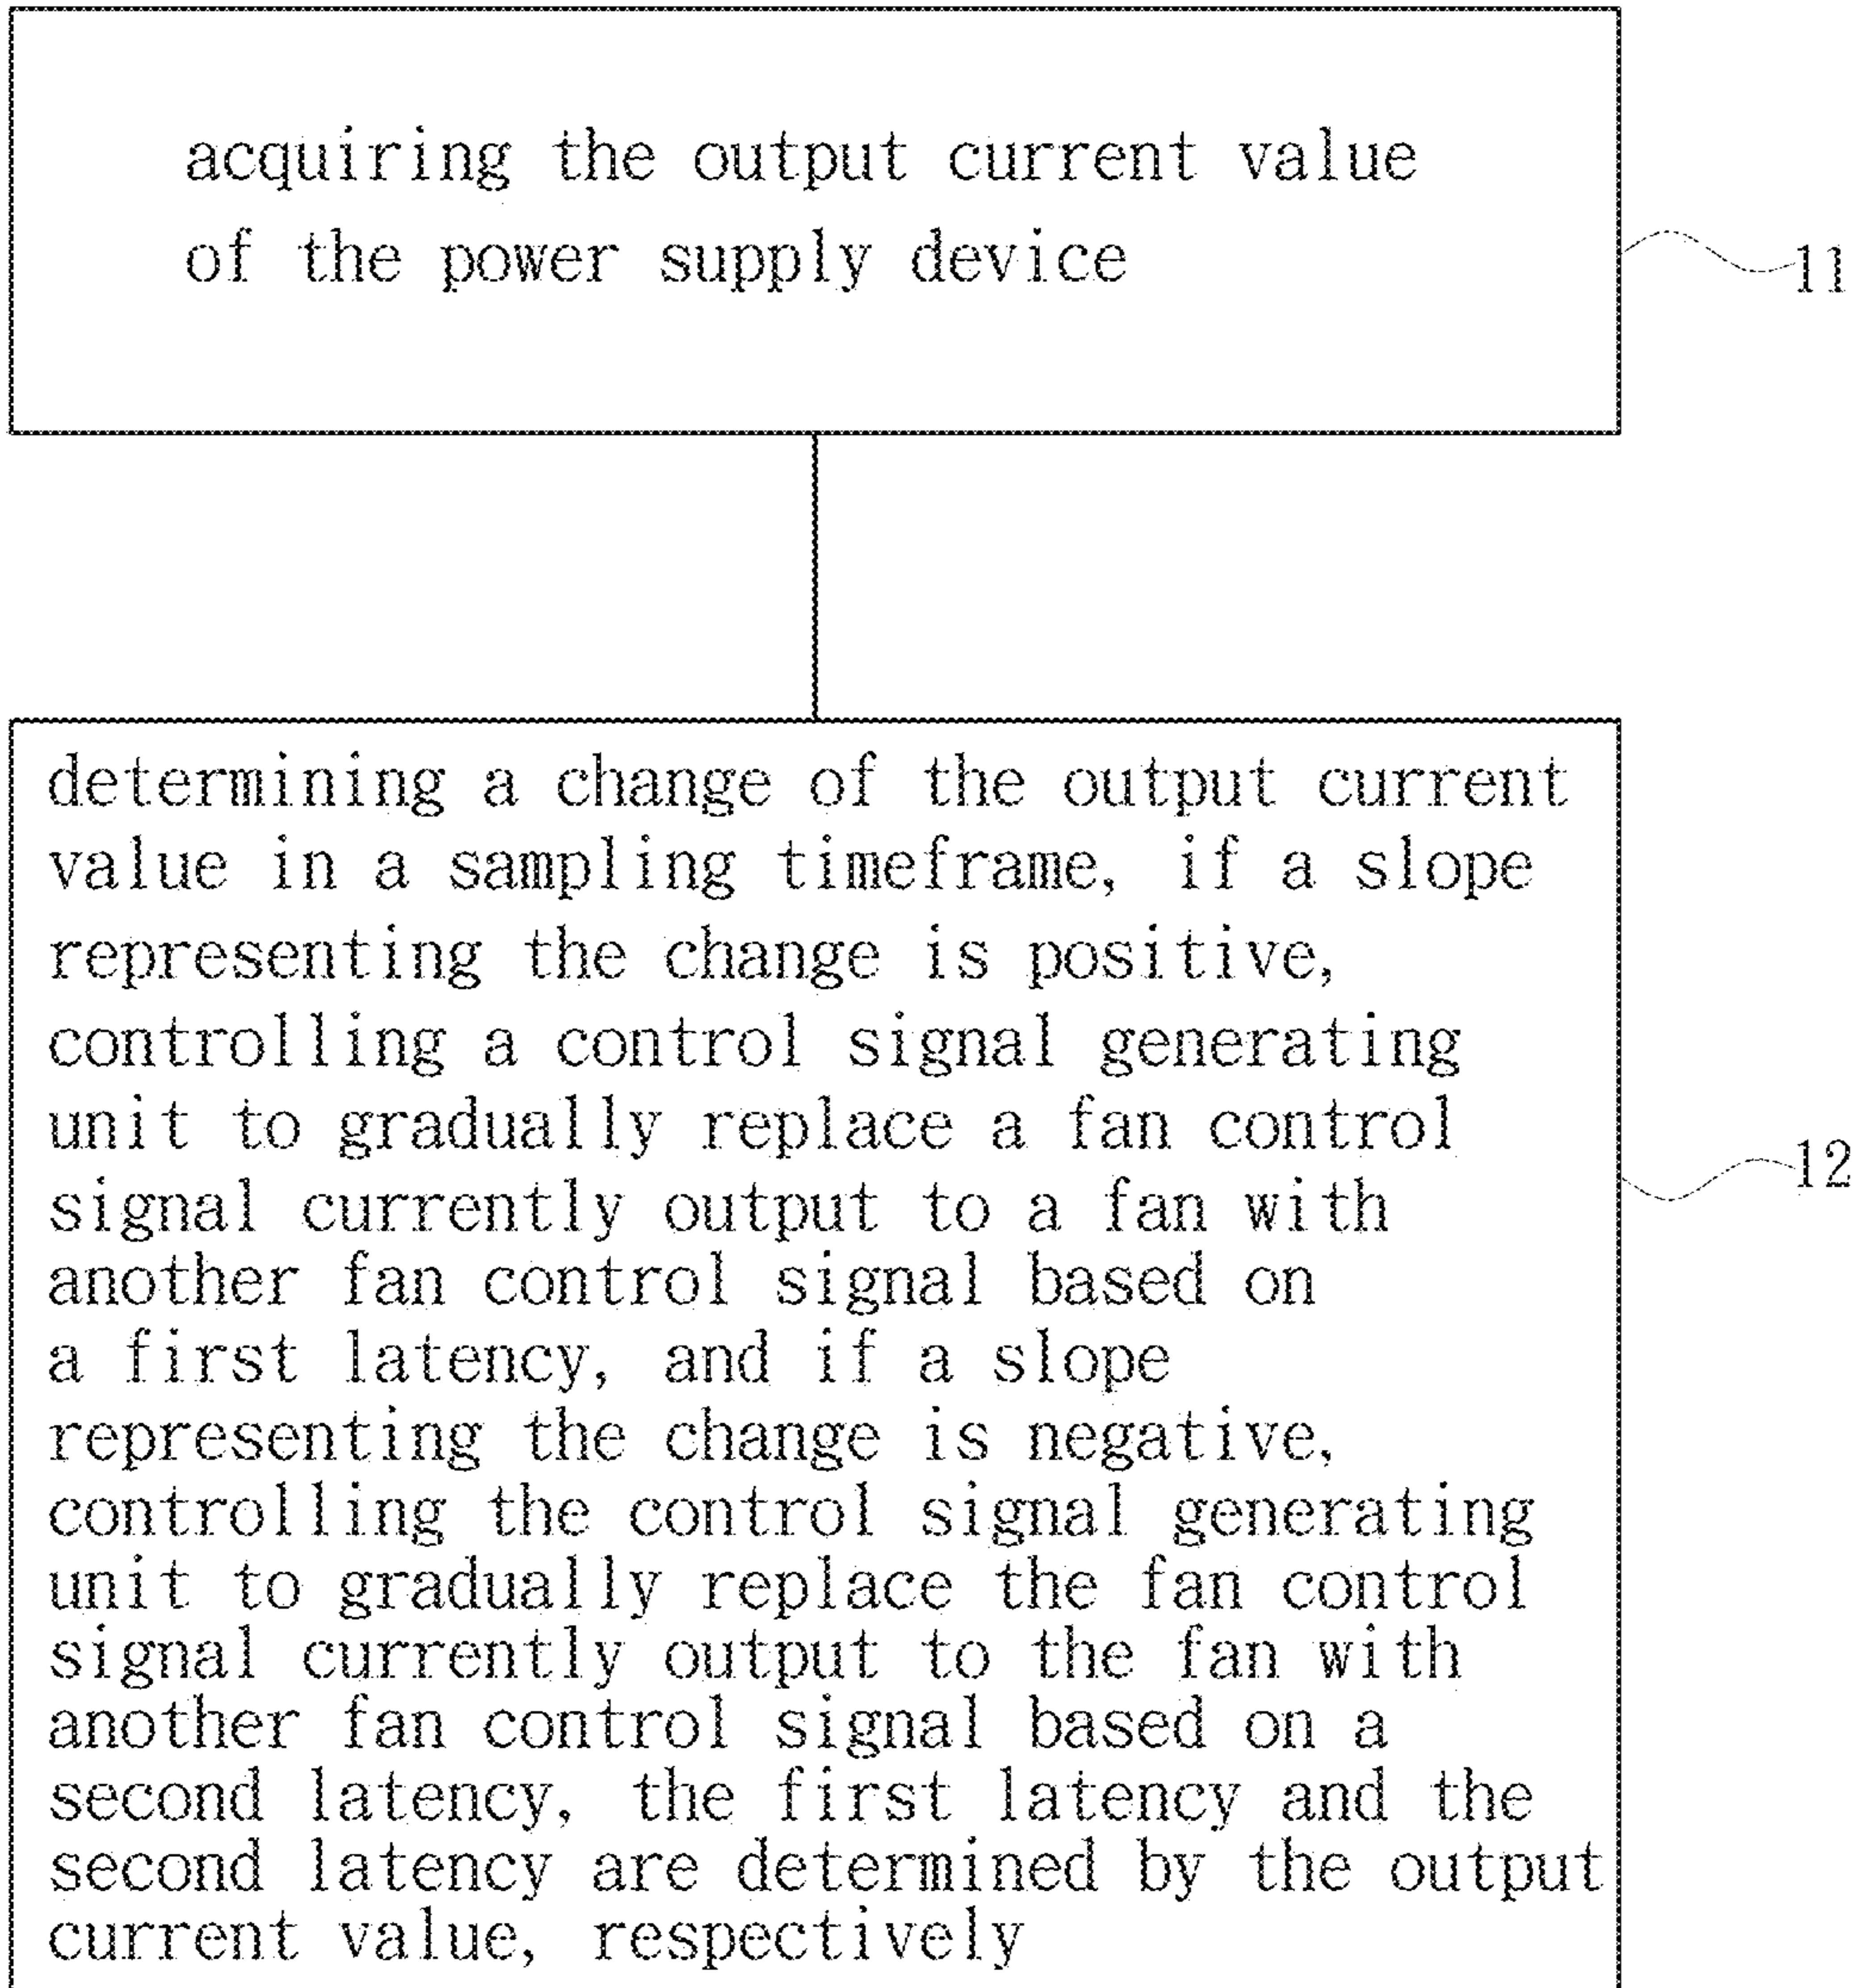 acquiring the output current value
of the power supply device
11
determining a change of the output current
value in a sampling timeframe, if a slope
representing the change is positive,
controlling a control signal generating
unit to gradually replace a fan control
signal currently output to a fan with
another fan control signal based on
a first latency, and if a slope
representing the change is negative,
controlling the control signal generating
unit to gradually replace the fan control
signal currently output to the fan with
another fan control signal based on a
second latency, the first latency and the
second latency are determined by the output
current value, respectively
12